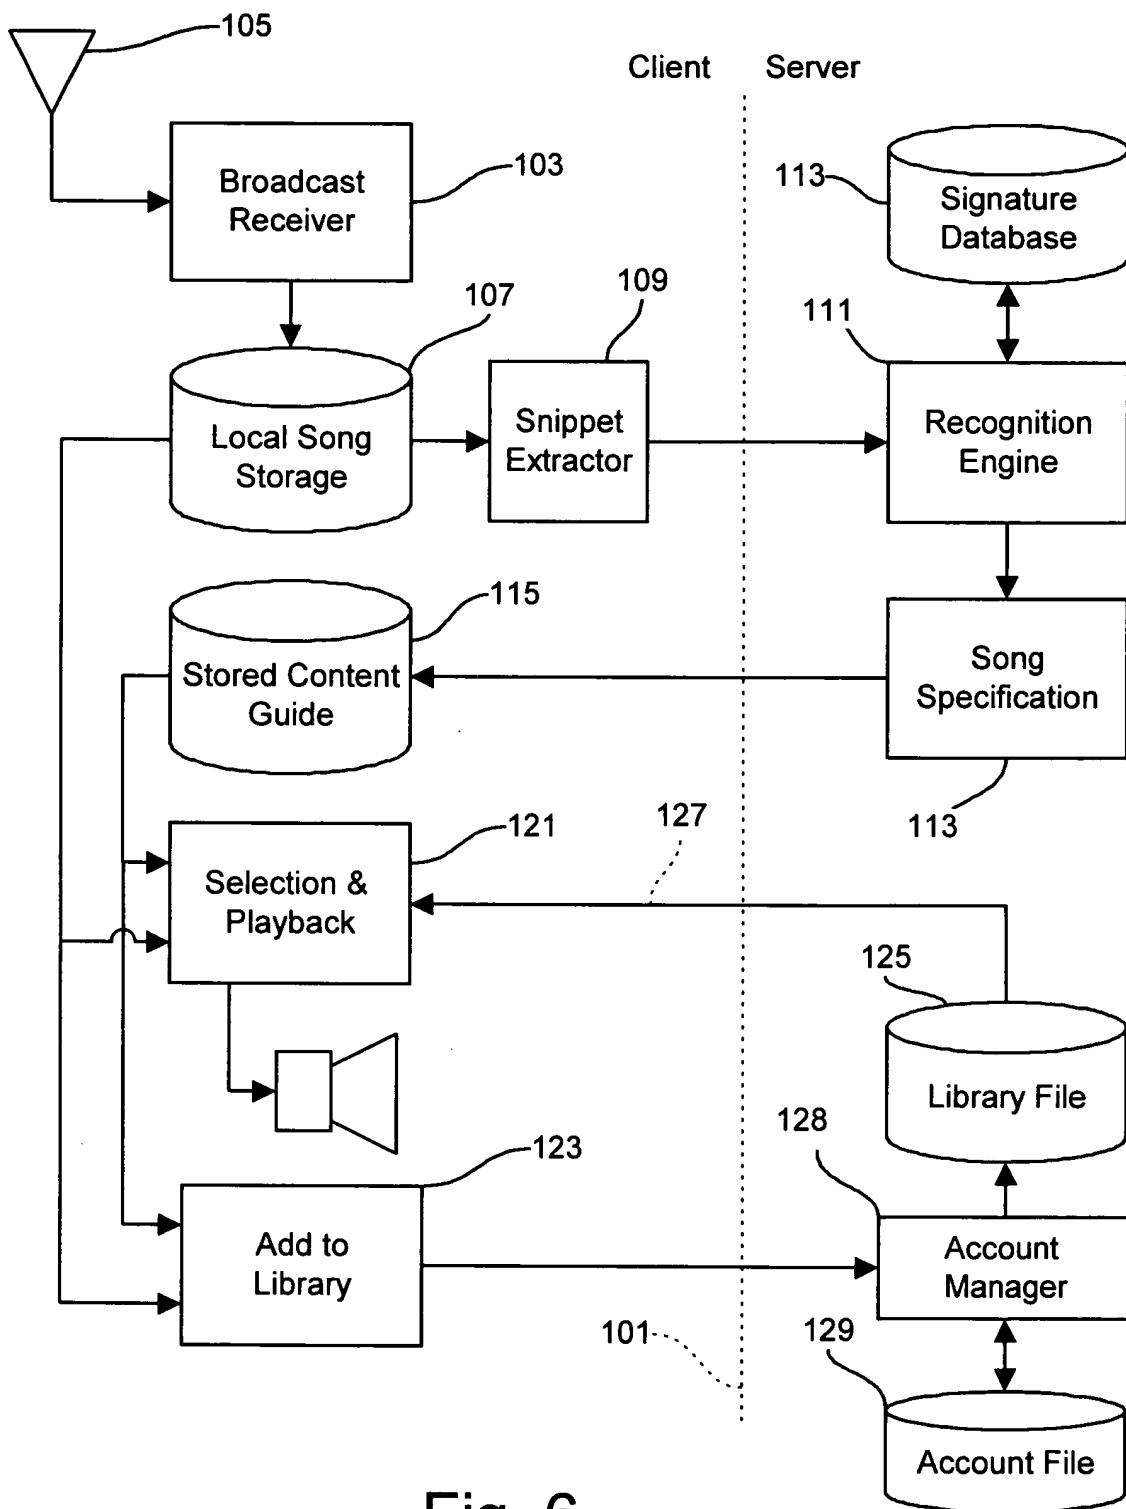 105
Client
Server
Broadcast
Receiver
103
113
Signature
Database
107
109
111
Local Song
Storage
Snippet
Extractor
Recognition
Engine
115
Stored Content
Guide
Song
Specification
113
121
127
Selection &
Playback
125
Library File
128
123
Add to
Library
Account
Manager
101
129
Account File
Fig. 6